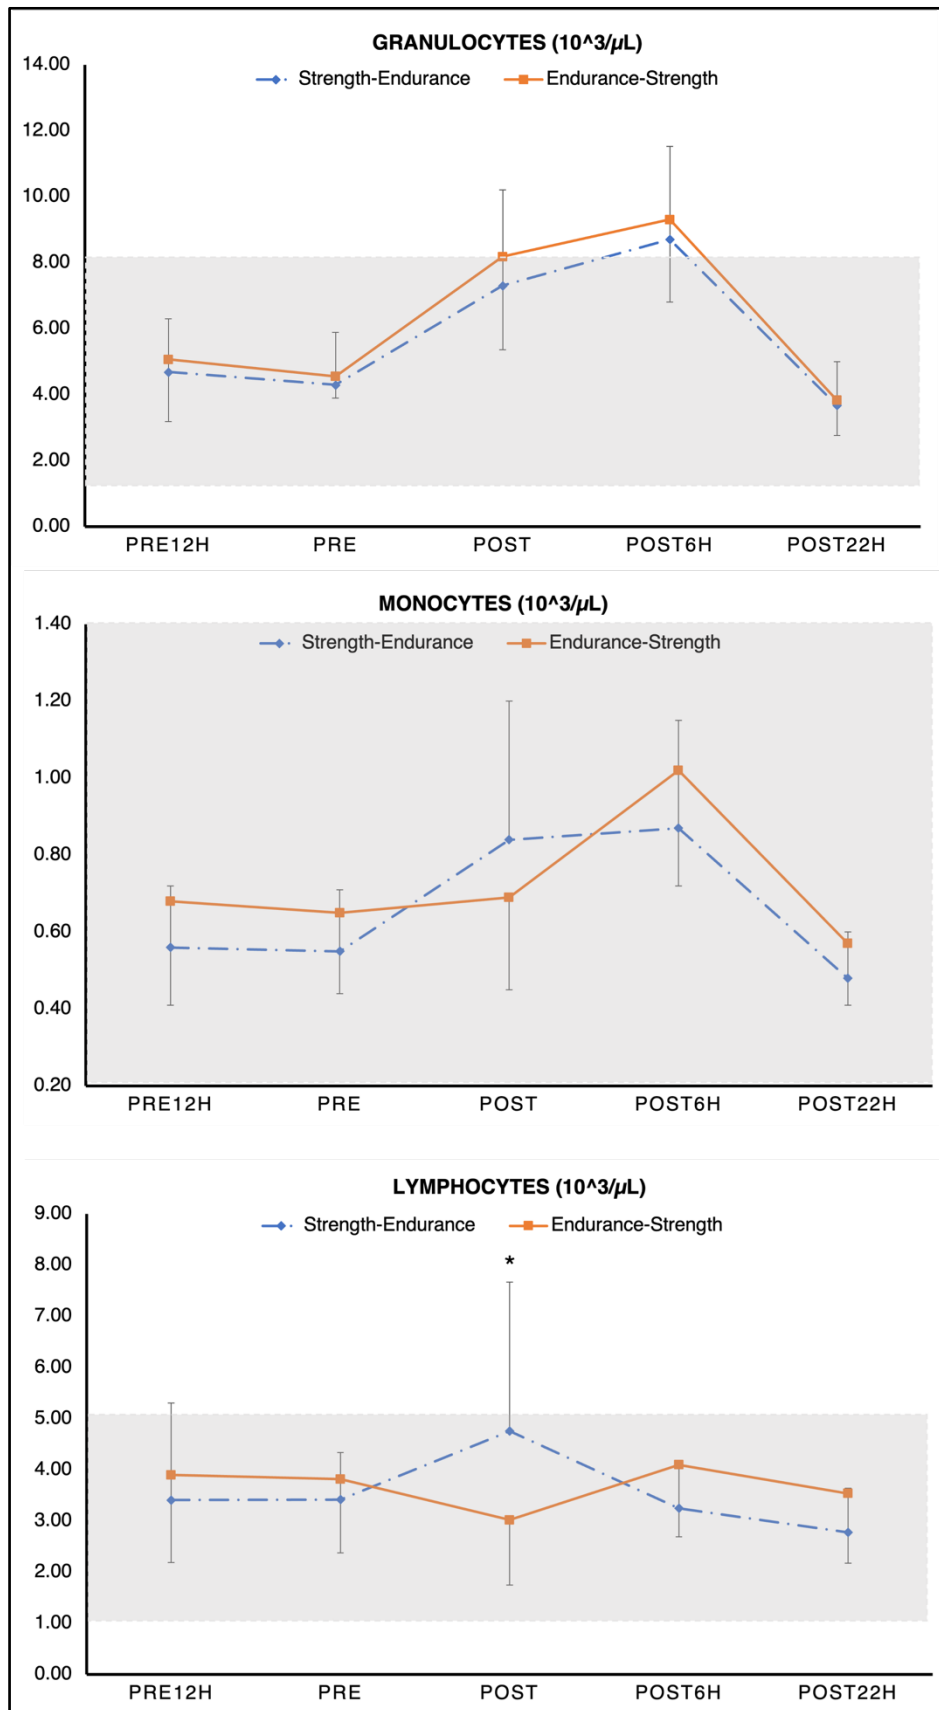 GRANULOCYTES (10^3/µL)
14.00
Strength-Endurance
Endurance-Strength
12.00
10.00
8.00
6.00
4.00
2.00
0.00
PRE12H PRE POST POST6H POST22H
MONOCYTES (10^3/µL)
1.40
Strength-Endurance
Endurance-Strength
1.20
1.00
0.80
0.60
0.40
0.20
PRE12H PRE POST POST6H POST22H
LYMPHOCYTES (10^3/µL)
9.00
Strength-Endurance
Endurance-Strength
8.00
*
7.00
6.00
5.00
4.00
3.00
2.00
1.00
0.00
PRE12H PRE POST POST6H POST22H